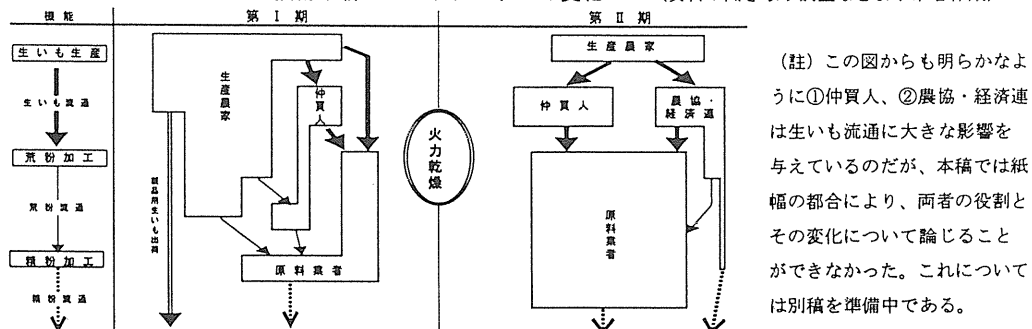 機能
第Ⅰ期
第Ⅱ期
生いも生産
生いも流通
荒粉加工
荒粉流通
精粉加工
精粉流通
生産農家
仲買人
製品用生いも出荷
原料業者
火力乾燥
生産農家
仲買人
農協・
経済連
原料業者
(註)この図からも明らかなよ
うに①仲買人、②農協・経済連
は生いも流通に大きな影響を
与えているのだが、本稿では紙
幅の都合により、両者の役割と
その変化について論じること
ができなかった。これについて
は別稿を準備中である。